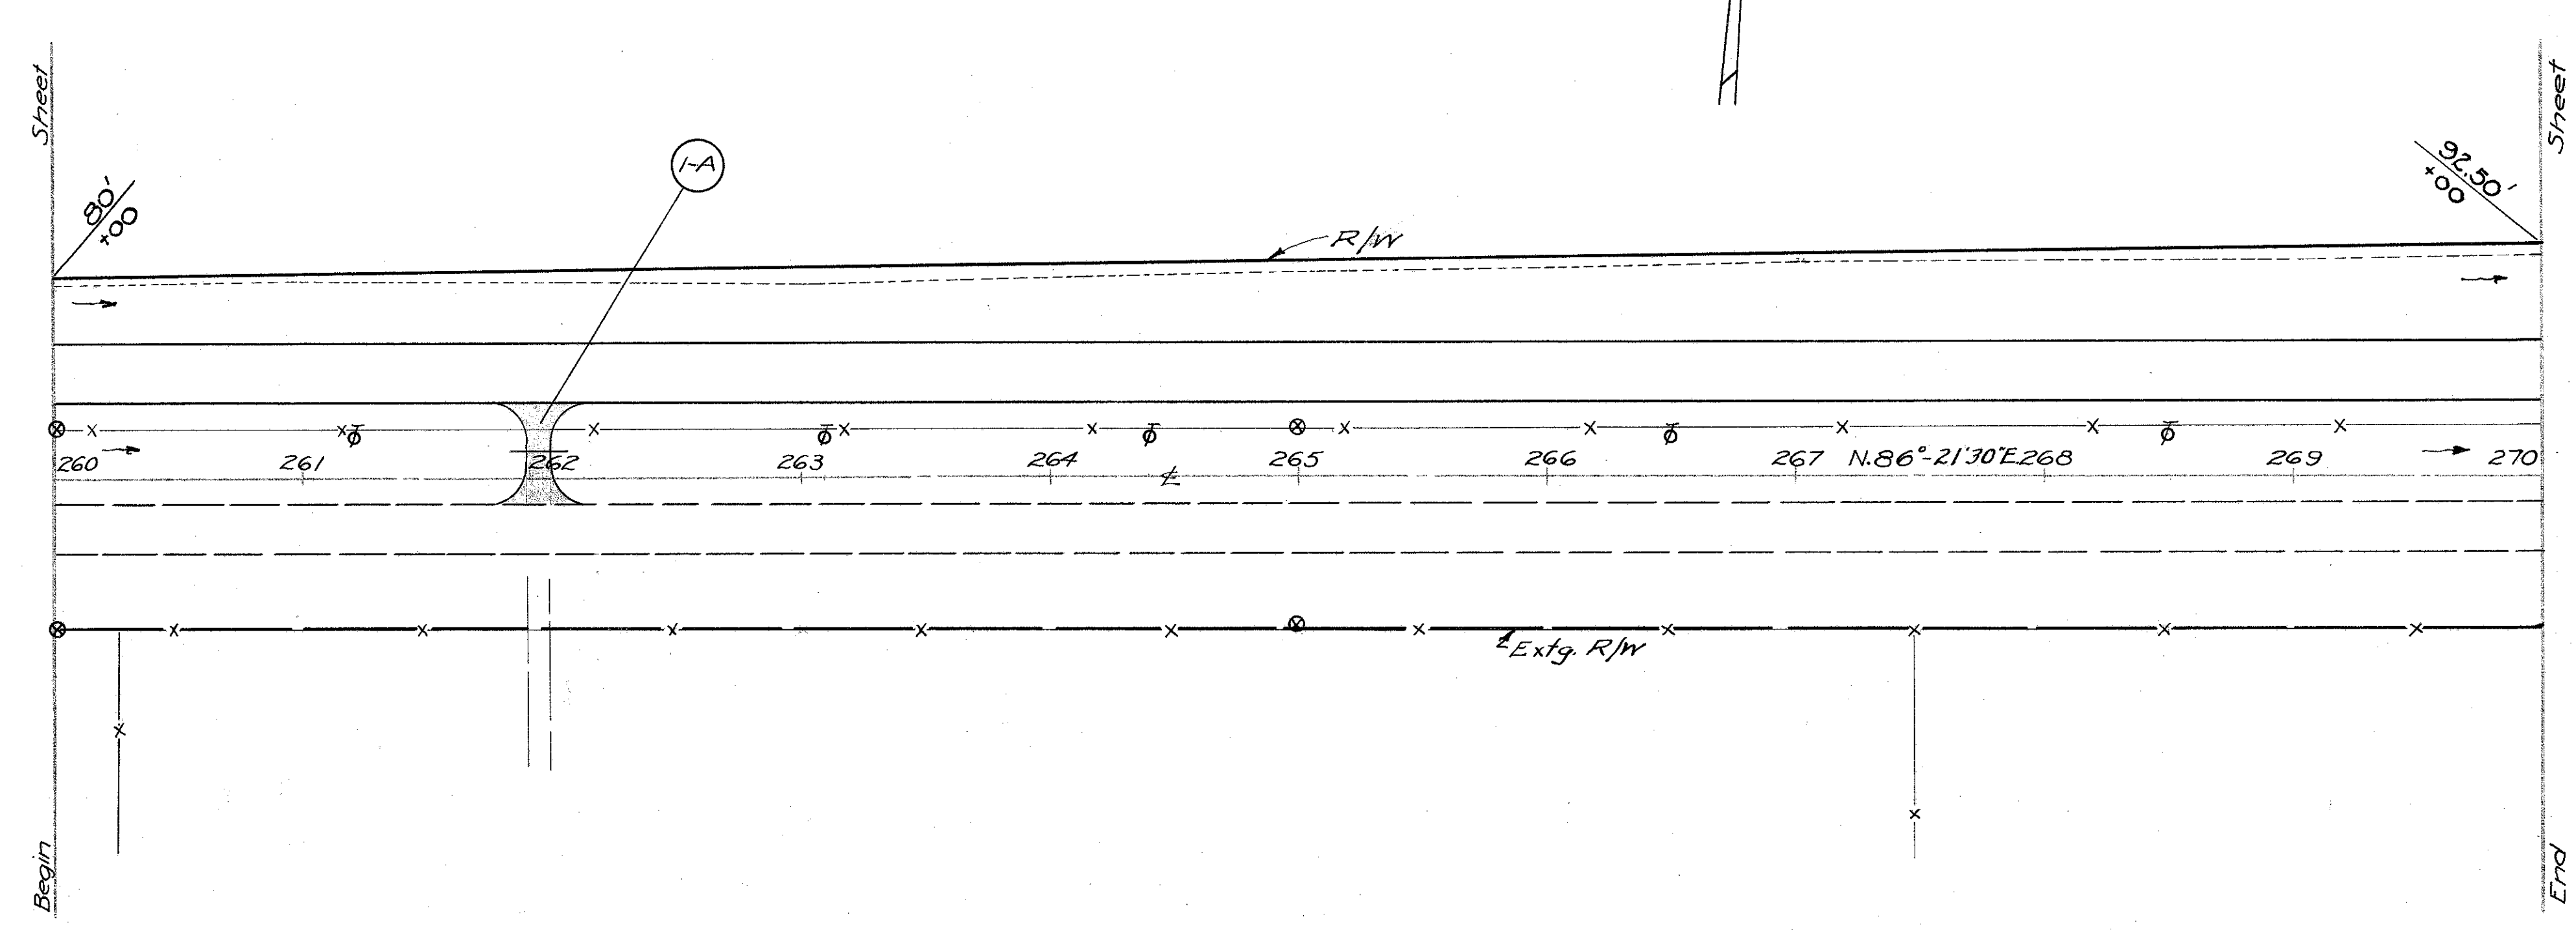 Sheet
Sheet
1-A
80'
+00
92.50'
+00
R/W
260 261 262 263 264 265 266 267 N.86°-21'30"E. 268 269 270
℄
Extg. R/W
Begin
End